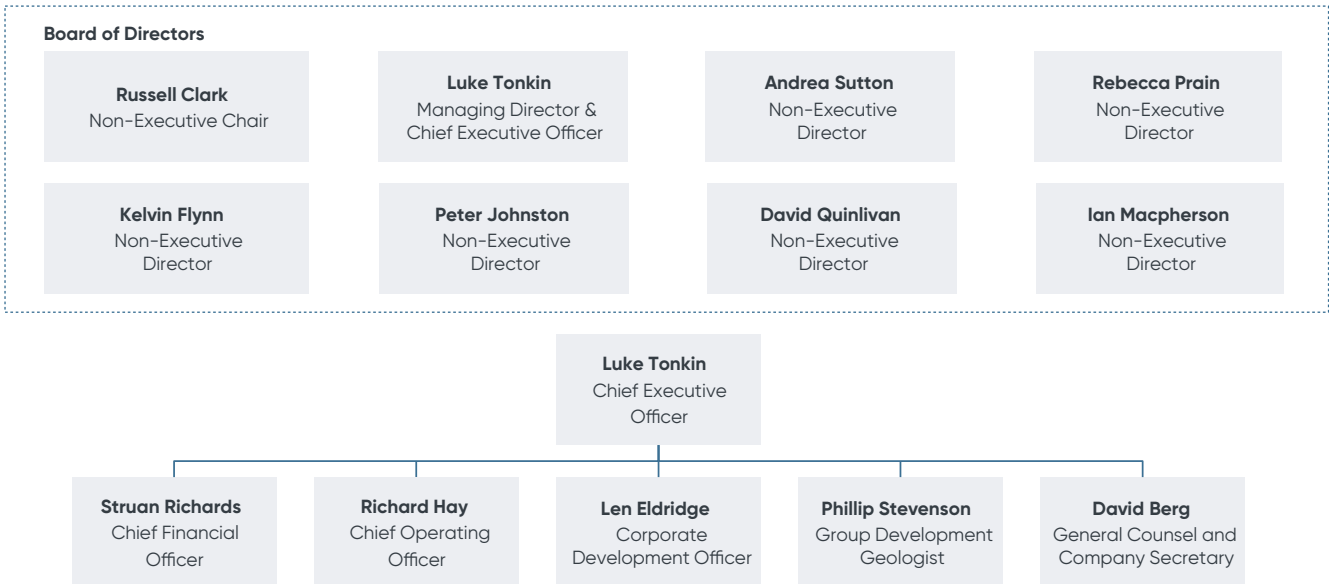 Board of Directors
Russell Clark
Non-Executive Chair
Luke Tonkin
Managing Director &
Chief Executive Officer
Andrea Sutton
Non-Executive
Director
Rebecca Prain
Non-Executive
Director
Kelvin Flynn
Non-Executive
Director
Peter Johnston
Non-Executive
Director
David Quinlivan
Non-Executive
Director
Ian Macpherson
Non-Executive
Director
Luke Tonkin
Chief Executive
Officer
Struan Richards
Chief Financial
Officer
Richard Hay
Chief Operating
Officer
Len Eldridge
Corporate
Development Officer
Phillip Stevenson
Group Development
Geologist
David Berg
General Counsel and
Company Secretary